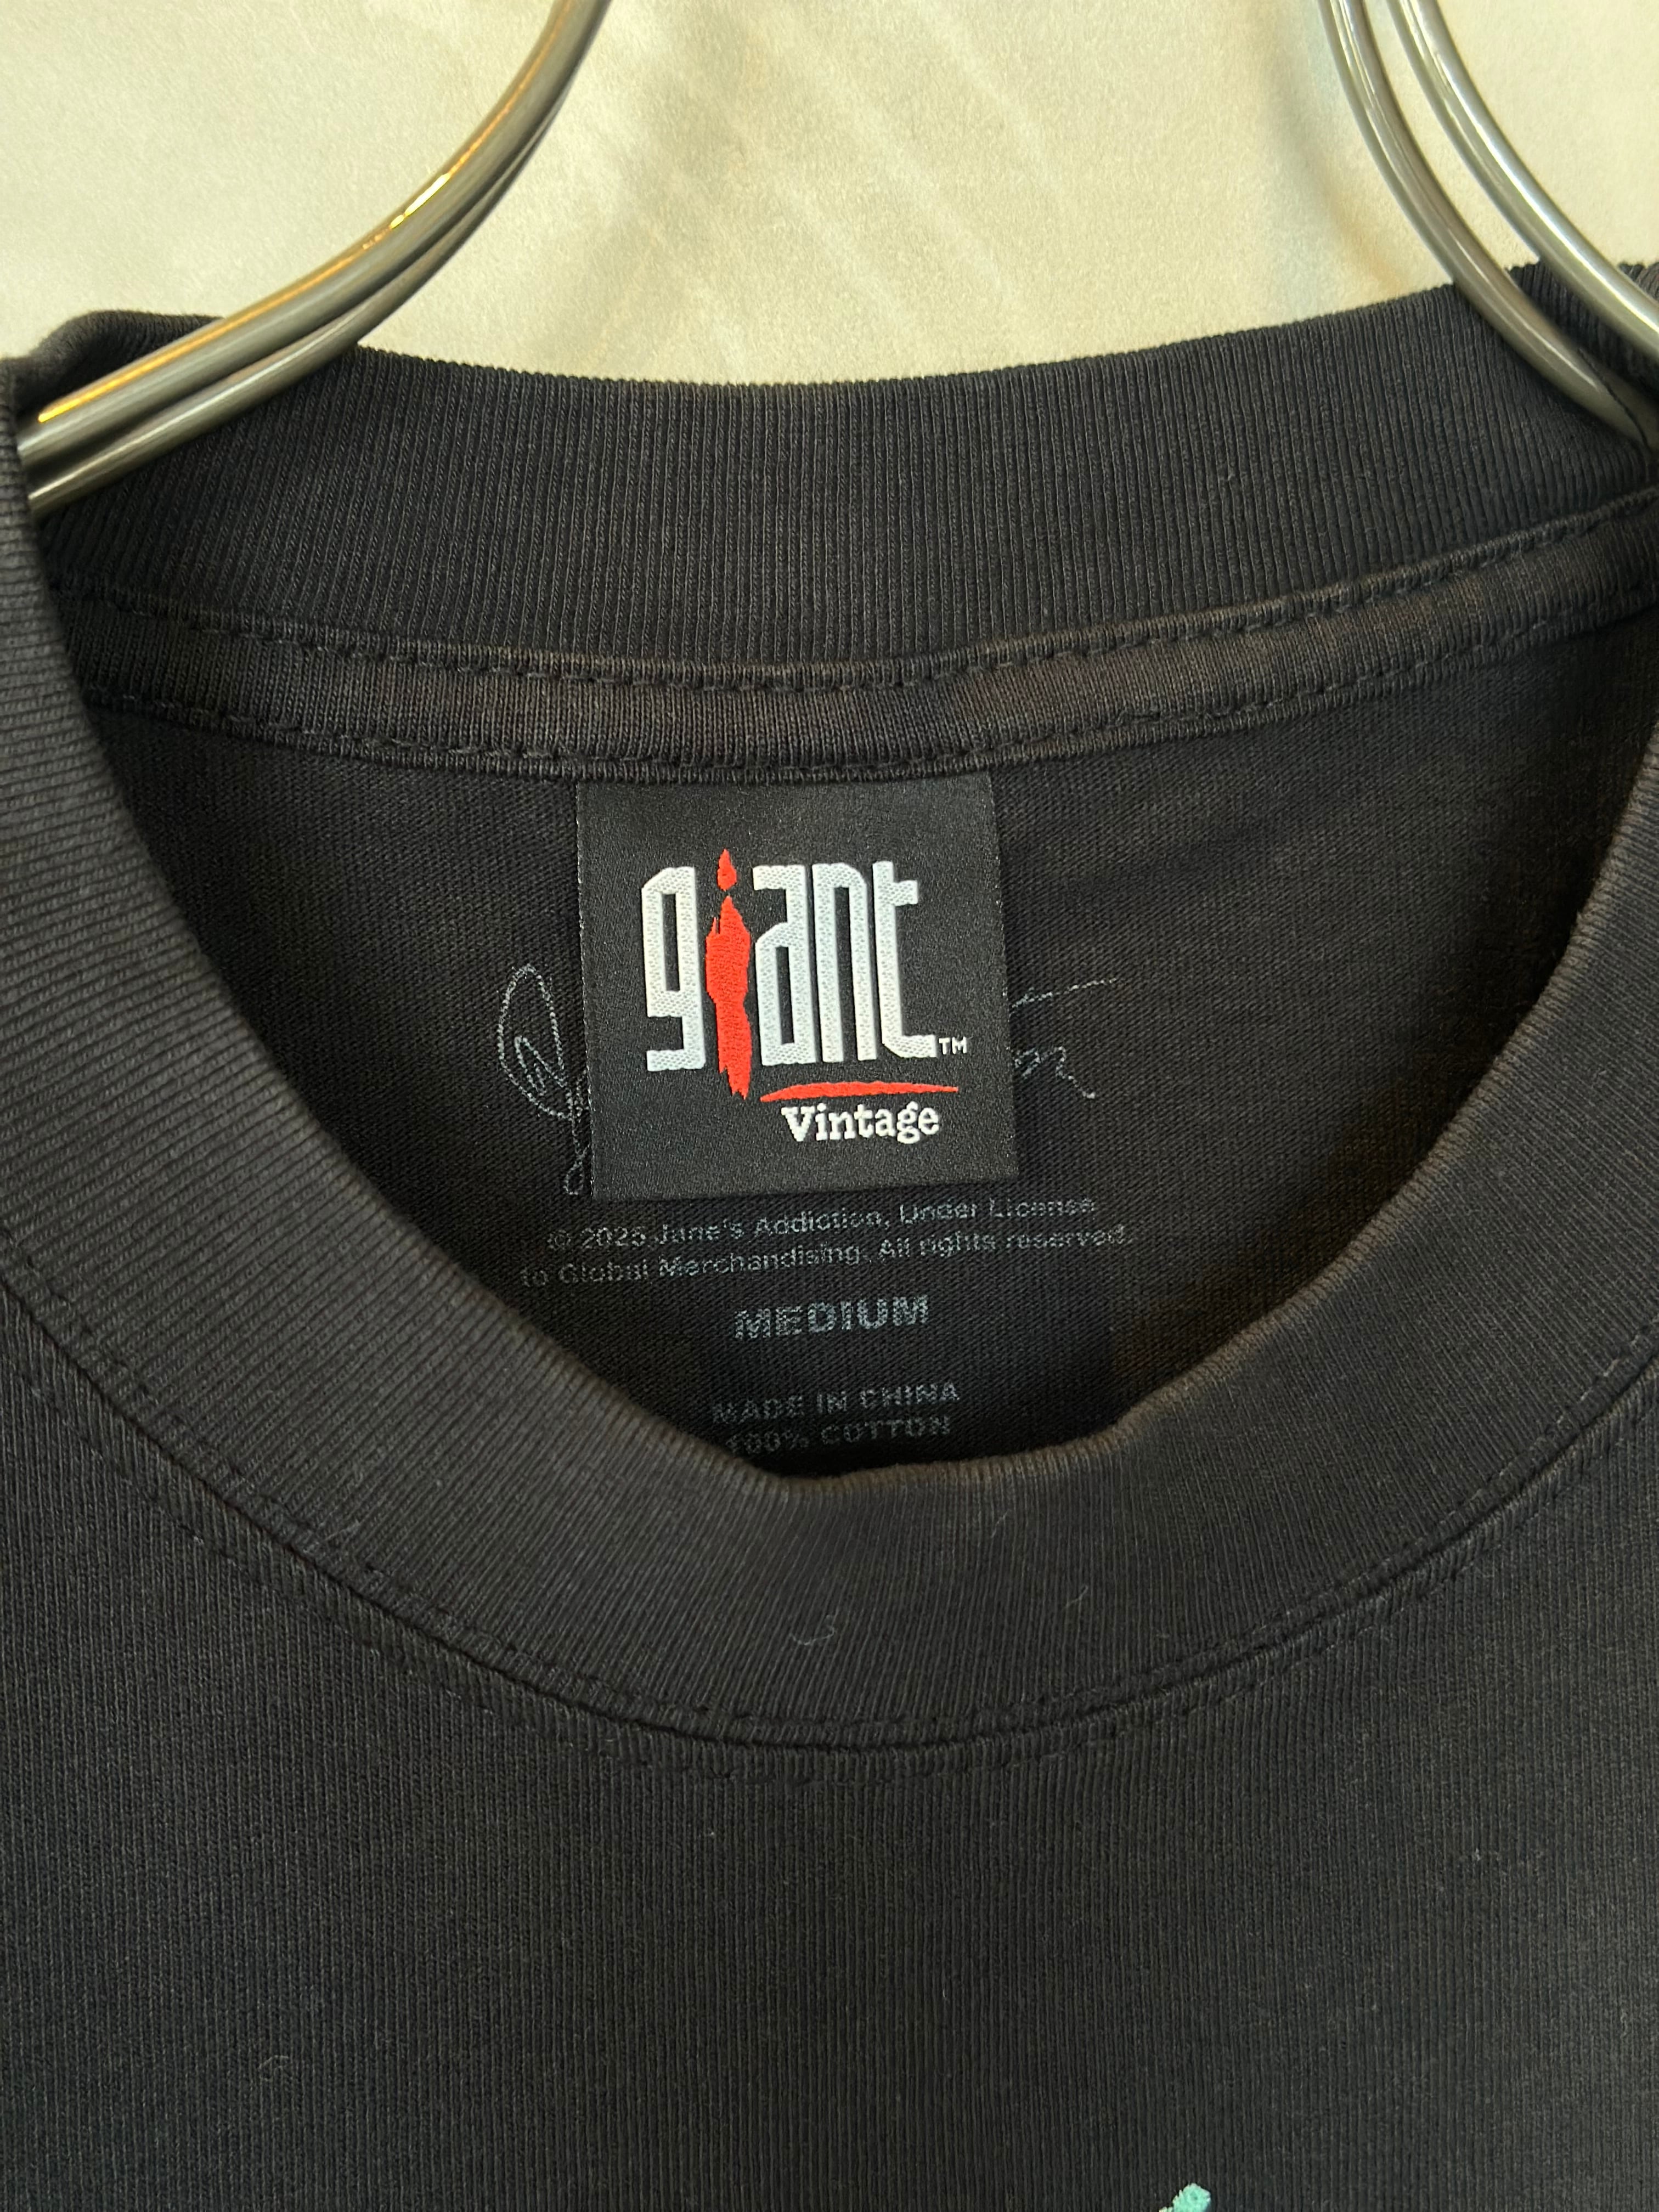 giant™
Vintage
© 2025 Jane's Addiction, Under License
to Global Merchandising. All rights reserved.
MEDIUM
MADE IN CHINA
100% COTTON